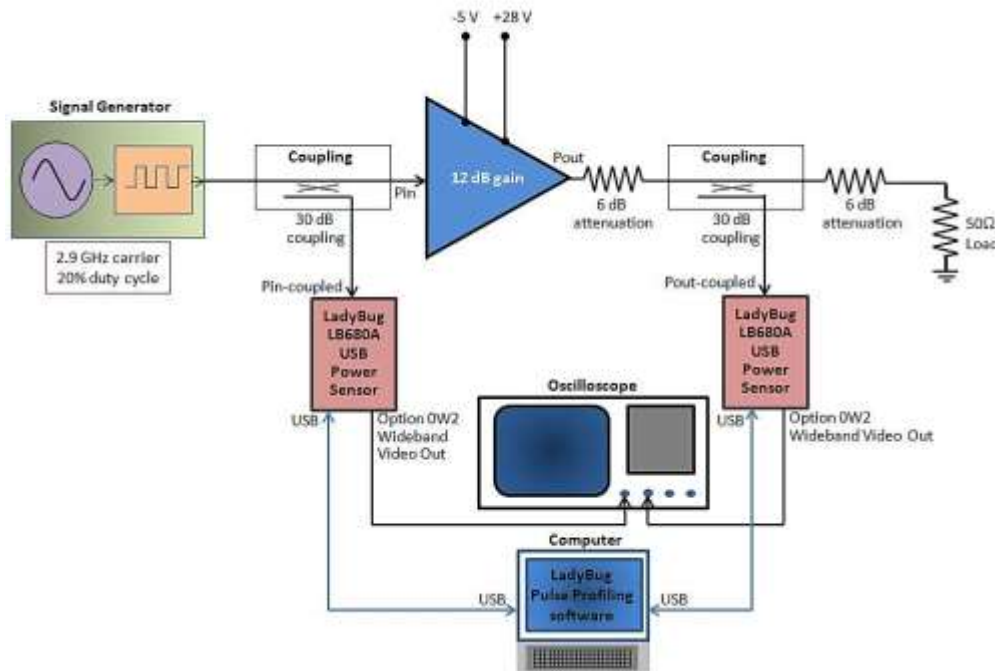 -5 V
+28 V
Signal Generator
Coupling
30 dB
coupling
Pin
12 dB gain
Pout
6 dB
attenuation
Coupling
30 dB
coupling
6 dB
attenuation
50Ω
Load
2.9 GHz carrier
20% duty cycle
Pin-coupled
Pout-coupled
LadyBug
LB680A
USB
Power
Sensor
LadyBug
LB680A
USB
Power
Sensor
Oscilloscope
USB
Option 0W2
Wideband
Video Out
USB
Option 0W2
Wideband Video Out
Computer
LadyBug
Pulse Profiling
software
USB
USB